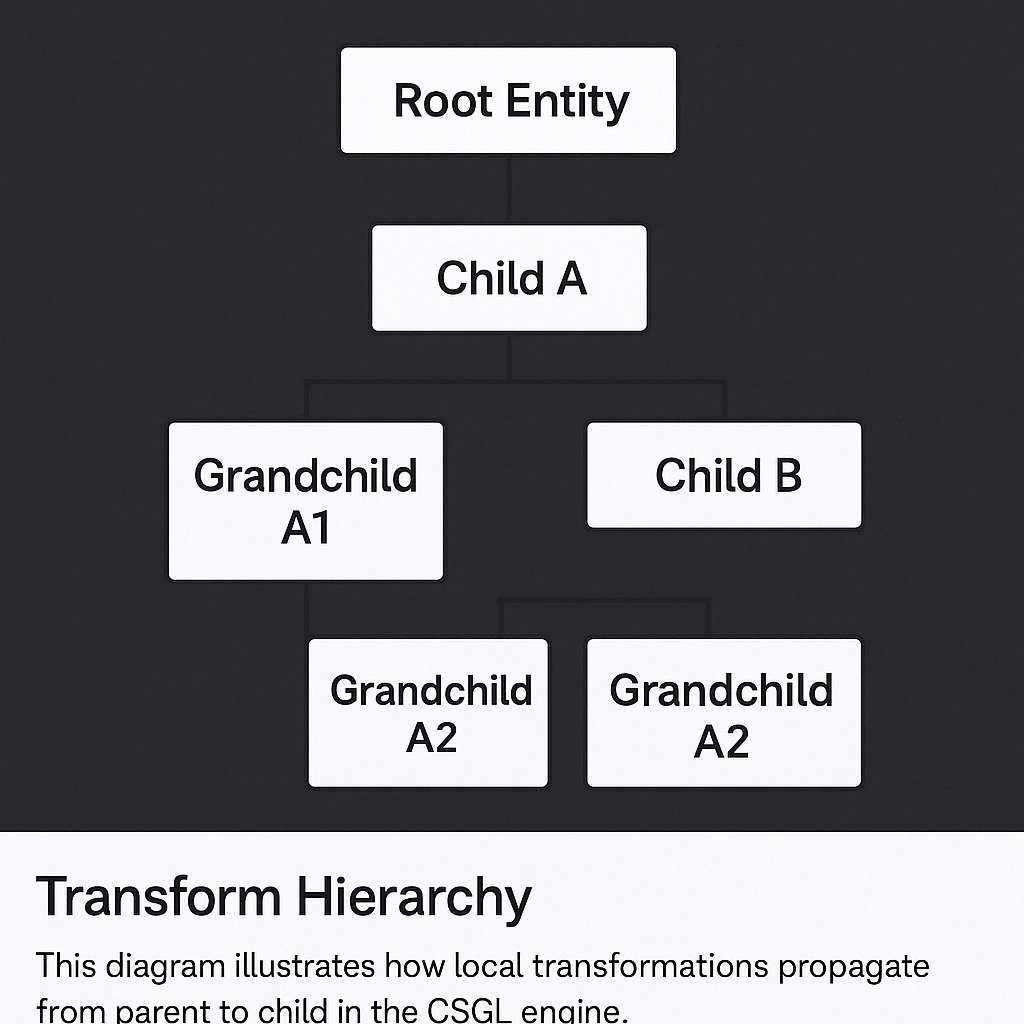 Root Entity
Child A
Grandchild
A1
Child B
Grandchild
A2
Grandchild
A2
Transform Hierarchy
This diagram illustrates how local transformations propagate
from parent to child in the CSGL engine.